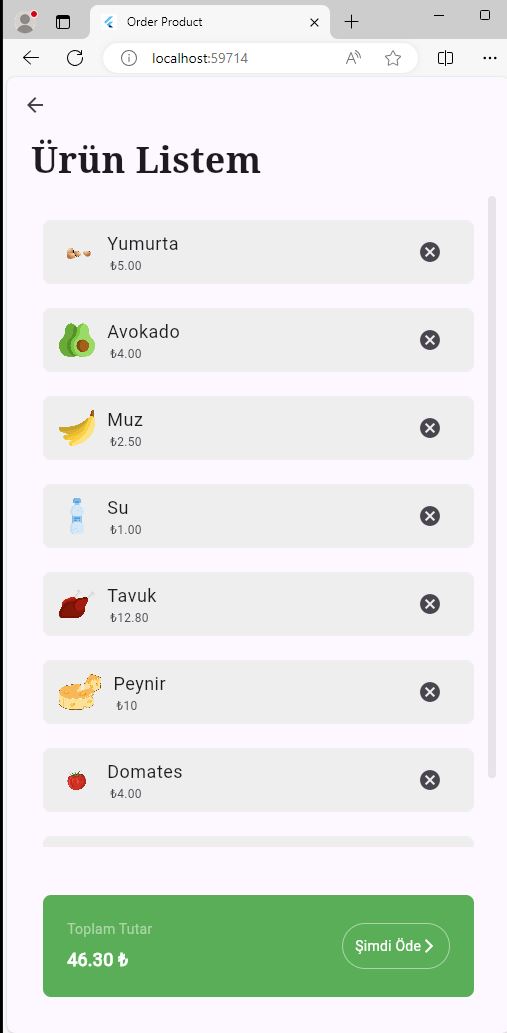 Order Product
localhost:59714
Ürün Listem
Yumurta
₺5.00
Avokado
₺4.00
Muz
₺2.50
Su
₺1.00
Tavuk
₺12.80
Peynir
₺10
Domates
₺4.00
Toplam Tutar
46.30 ₺
Şimdi Öde